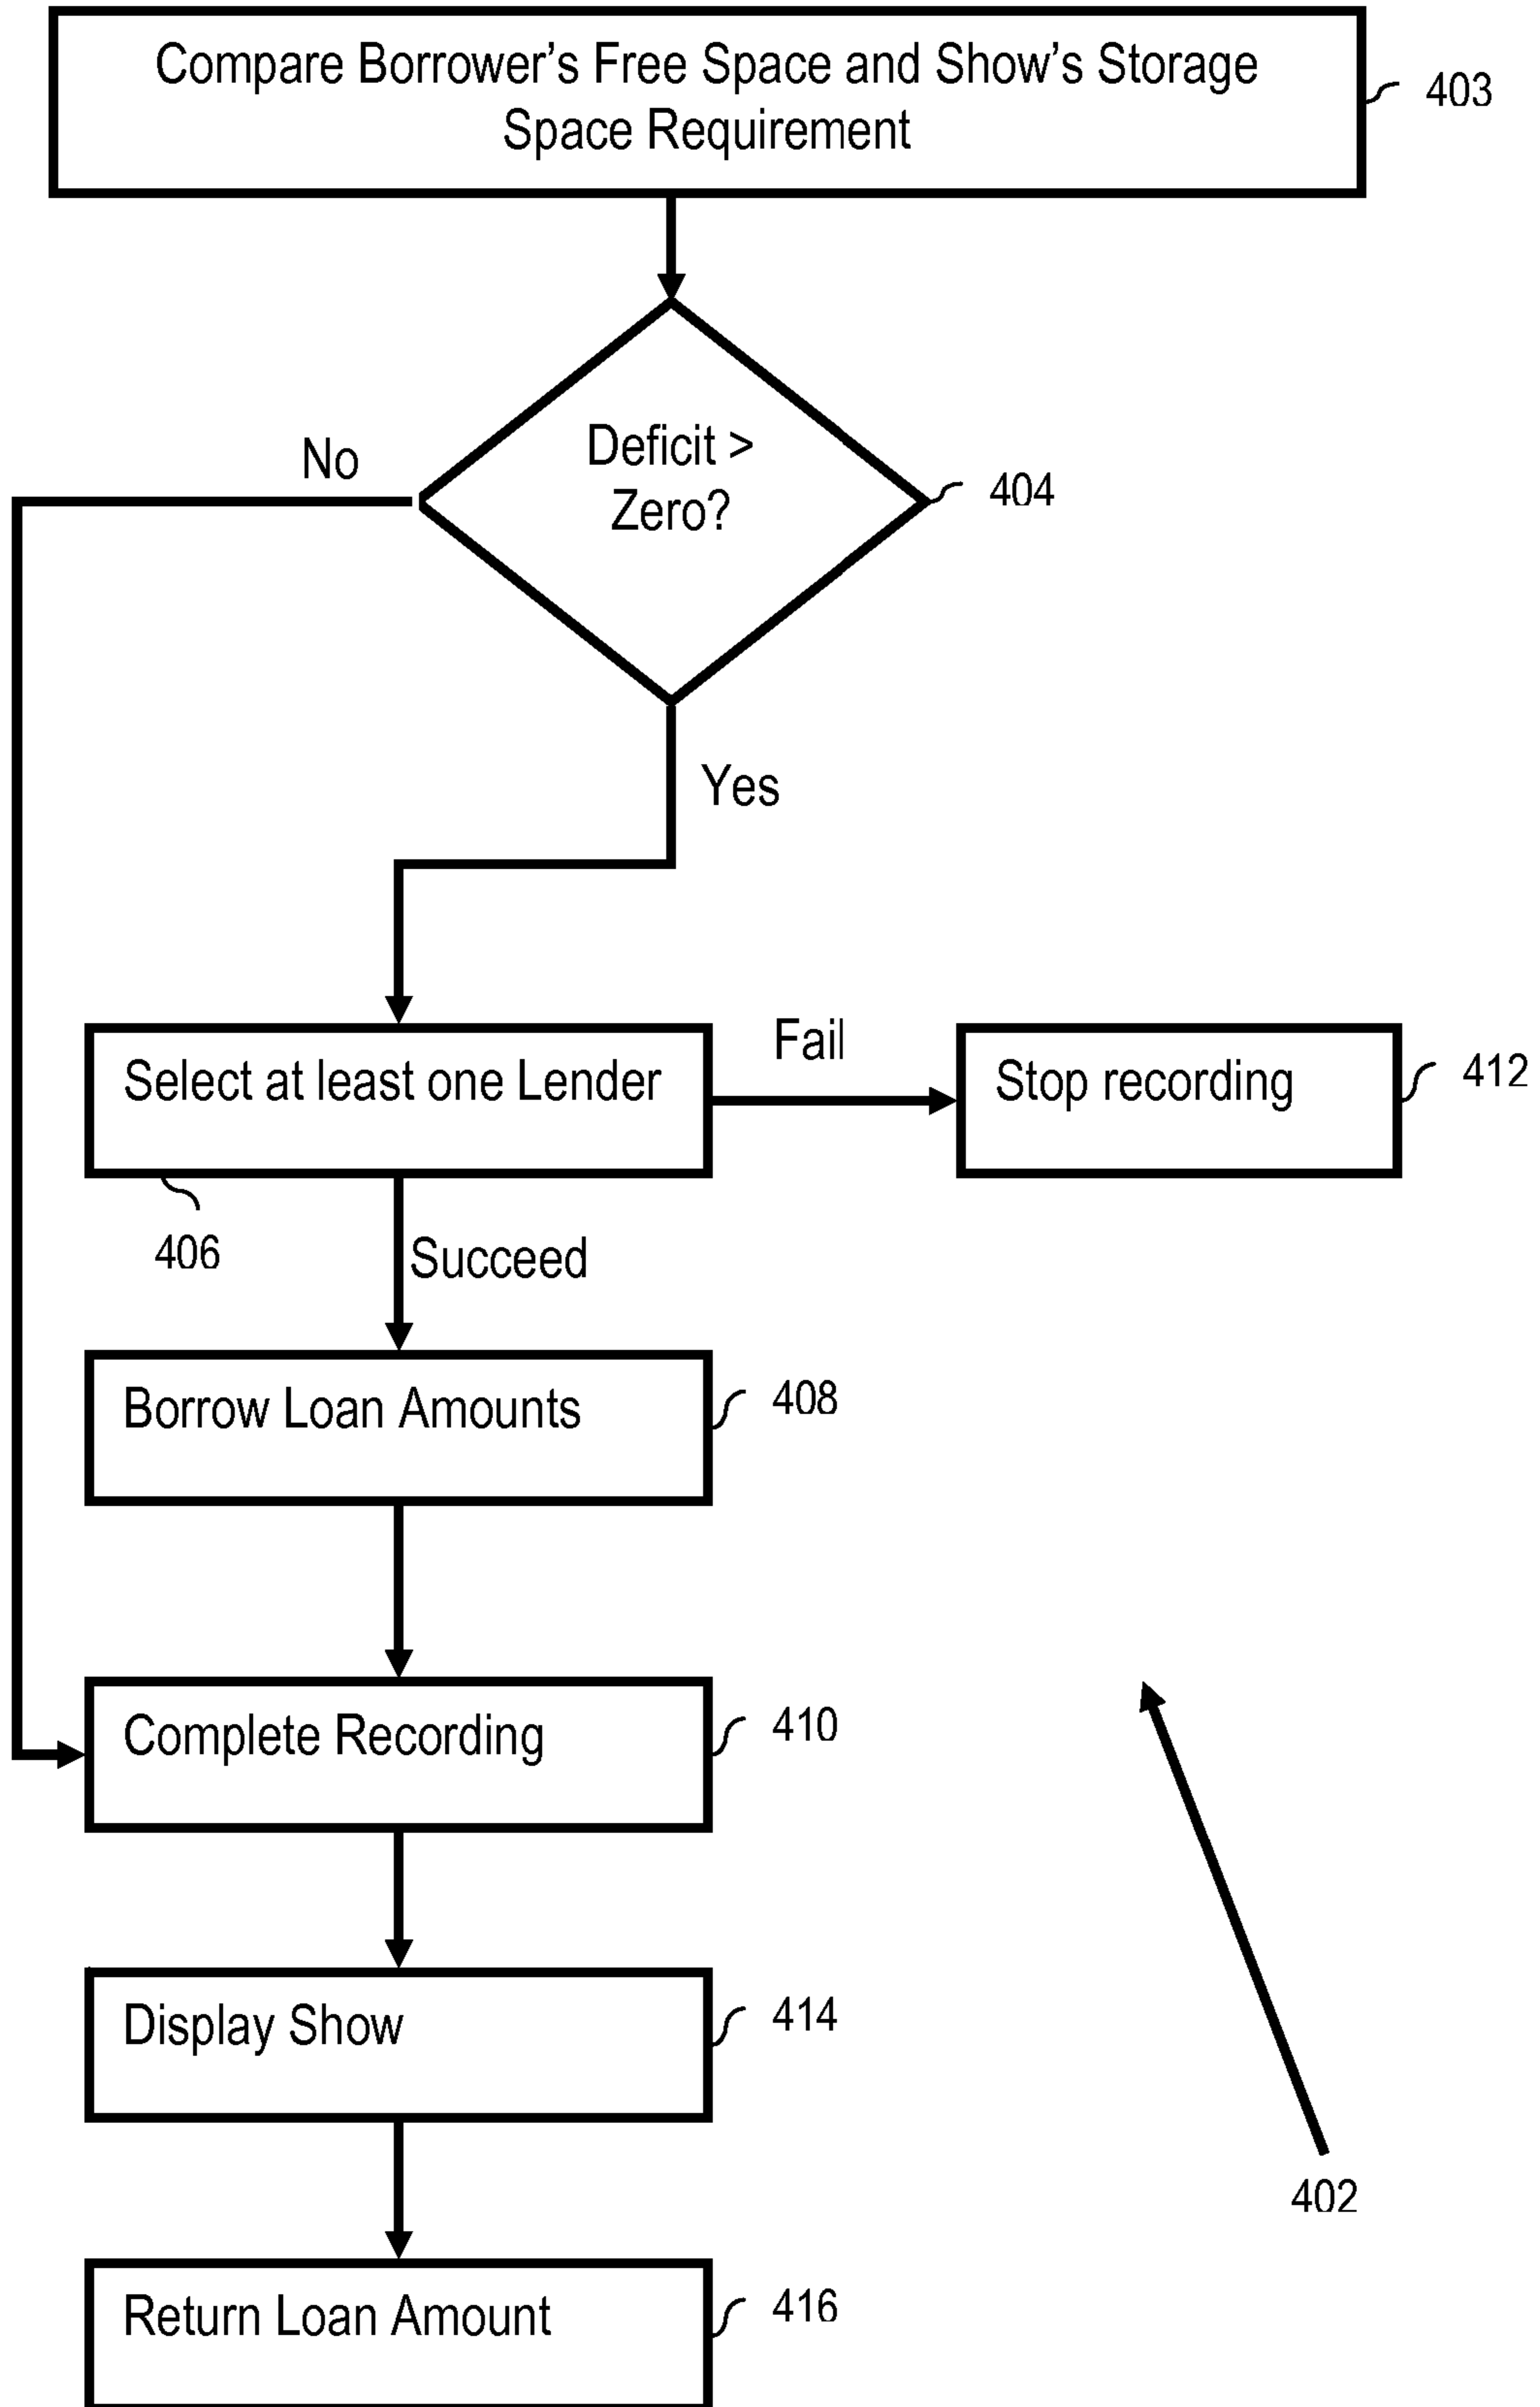 Compare Borrower’s Free Space and Show’s Storage
Space Requirement
403
Deficit >
Zero?
404
No
Yes
Select at least one Lender
406
Fail
Stop recording
412
Succeed
Borrow Loan Amounts
408
Complete Recording
410
Display Show
414
402
Return Loan Amount
416